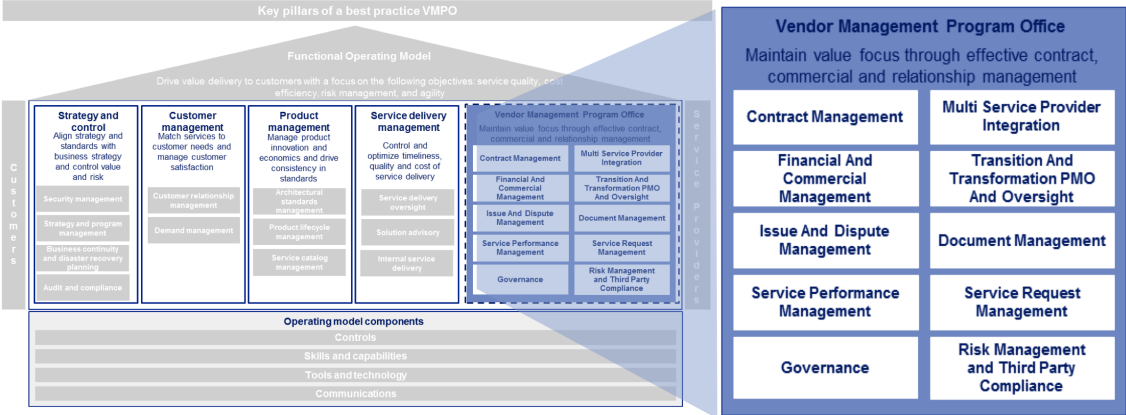 Key pillars of a best practice VMPO
Functional Operating Model
Drive value delivery to customers with a focus on the following objectives: service quality, cost
efficiency, risk management, and agility
Customers
Strategy and
control
Align strategy and
standards with
business strategy
and control value
and risk
Security management
Strategy and program
management
Business continuity
and disaster recovery
planning
Audit and compliance
Customer
management
Match services to
customer needs and
manage customer
satisfaction
Customer relationship
management
Demand management
Product
management
Manage product
innovation and
economics and drive
consistency in
standards
Architectural
standards
management
Product lifecycle
management
Service catalog
management
Service delivery
management
Control and
optimize timeliness,
quality and cost of
service delivery
Service delivery
oversight
Solution advisory
Internal service
delivery
Vendor Management Program Office
Maintain value focus through effective contract,
commercial and relationship management
Contract Management
Multi Service Provider
Integration
Financial And
Commercial
Management
Transition And
Transformation PMO
And Oversight
Issue And Dispute
Management
Document Management
Service Performance
Management
Service Request
Management
Governance
Risk Management
and Third Party
Compliance
Service Providers
Operating model components
Controls
Skills and capabilities
Tools and technology
Communications
Vendor Management Program Office
Maintain value focus through effective contract,
commercial and relationship management
Contract Management
Multi Service Provider
Integration
Financial And
Commercial
Management
Transition And
Transformation PMO
And Oversight
Issue And Dispute
Management
Document Management
Service Performance
Management
Service Request
Management
Governance
Risk Management
and Third Party
Compliance